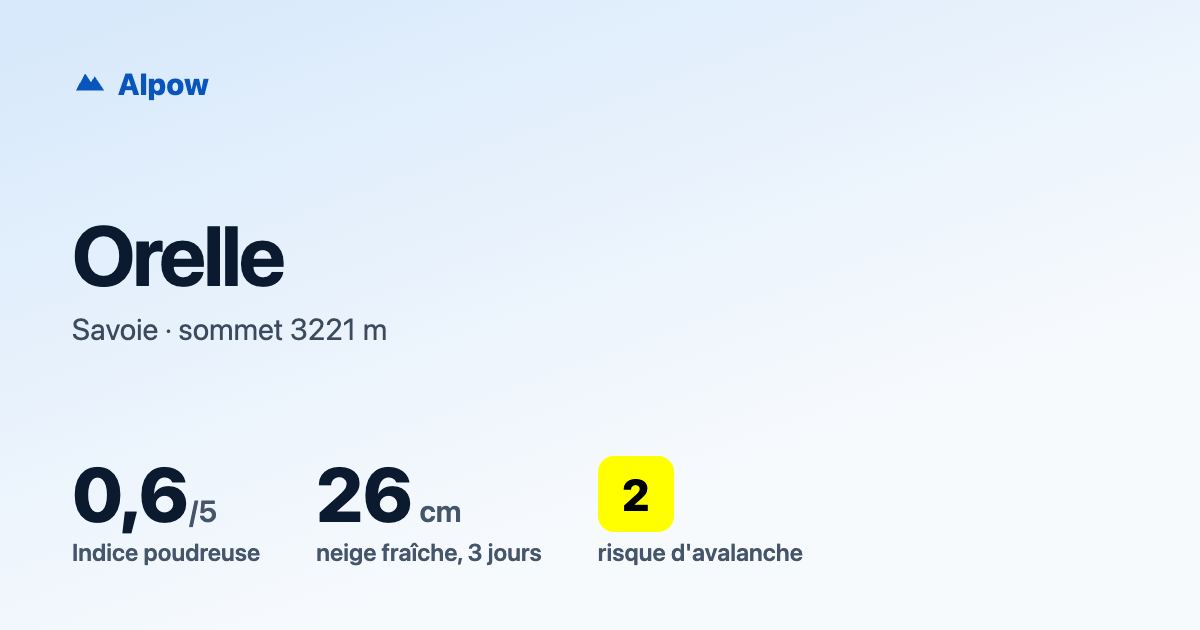 Alpow
Orelle
Savoie · sommet 3221 m
0,6/5
Indice poudreuse
26 cm
neige fraîche, 3 jours
2
risque d'avalanche